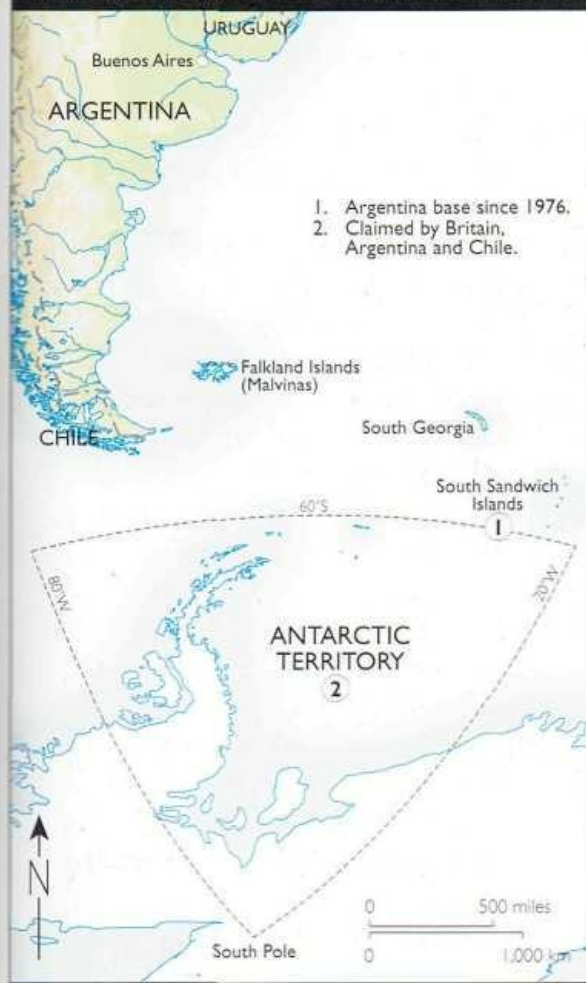 URUGUAY
Buenos Aires
ARGENTINA
1. Argentina base since 1976.
2. Claimed by Britain,
Argentina and Chile.
Falkland Islands
(Malvinas)
South Georgia
CHILE
South Sandwich
Islands
1
60°S
80°W
20°W
ANTARCTIC
TERRITORY
2
N
0 500 miles
0 1,000 km
South Pole